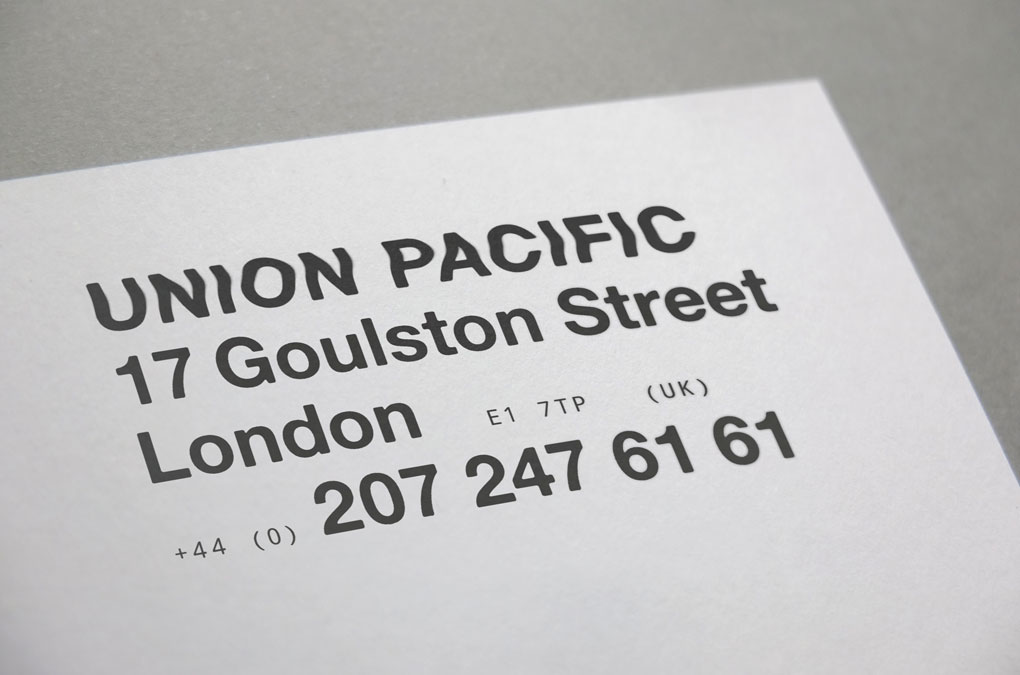 UNION PACIFIC
17 Goulston Street
London E1 7TP (UK)
+44 (0) 207 247 61 61